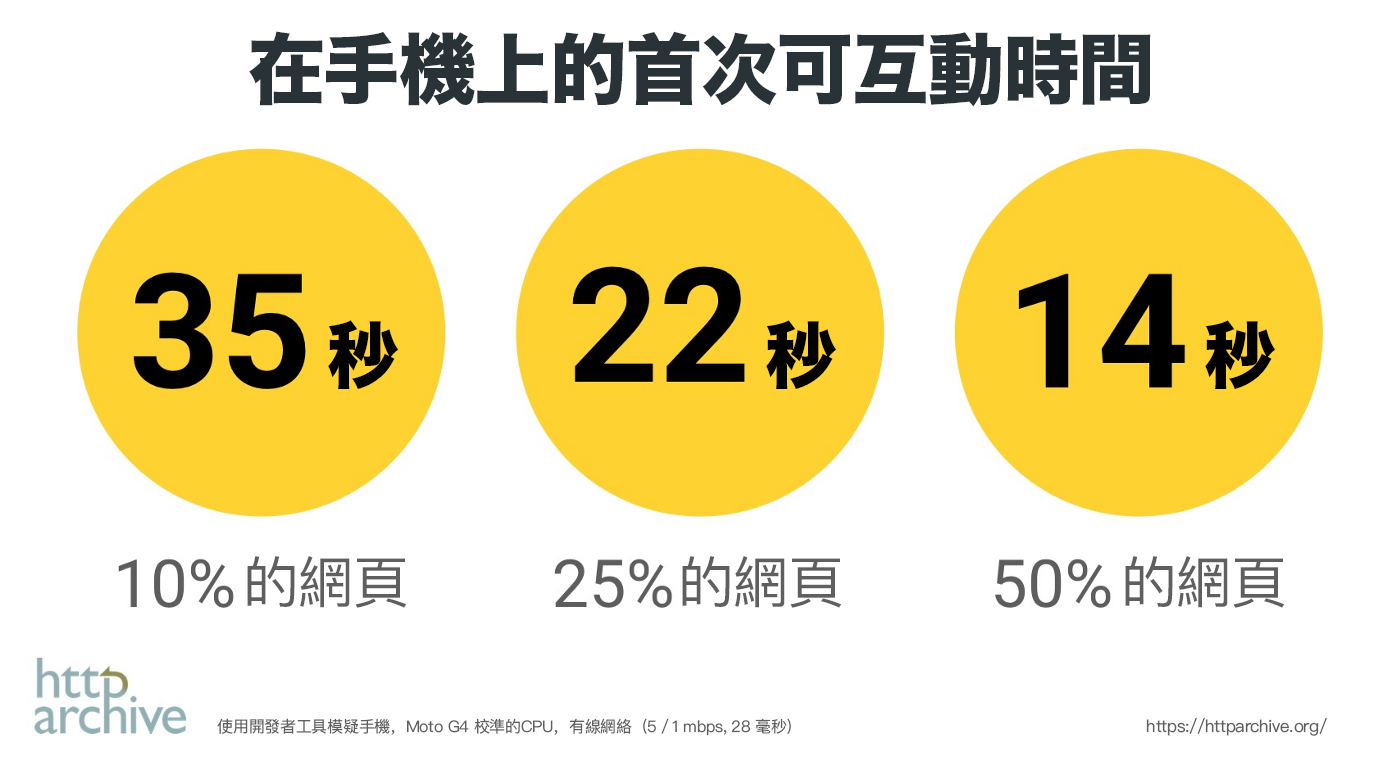 在手機上的首次可互動時間
35 秒
22 秒
14 秒
10% 的網頁
25% 的網頁
50% 的網頁
http
archive
使用開發者工具模疑手機，Moto G4 校準的CPU，有線網絡（5 / 1 mbps, 28 毫秒）
https://httparchive.org/